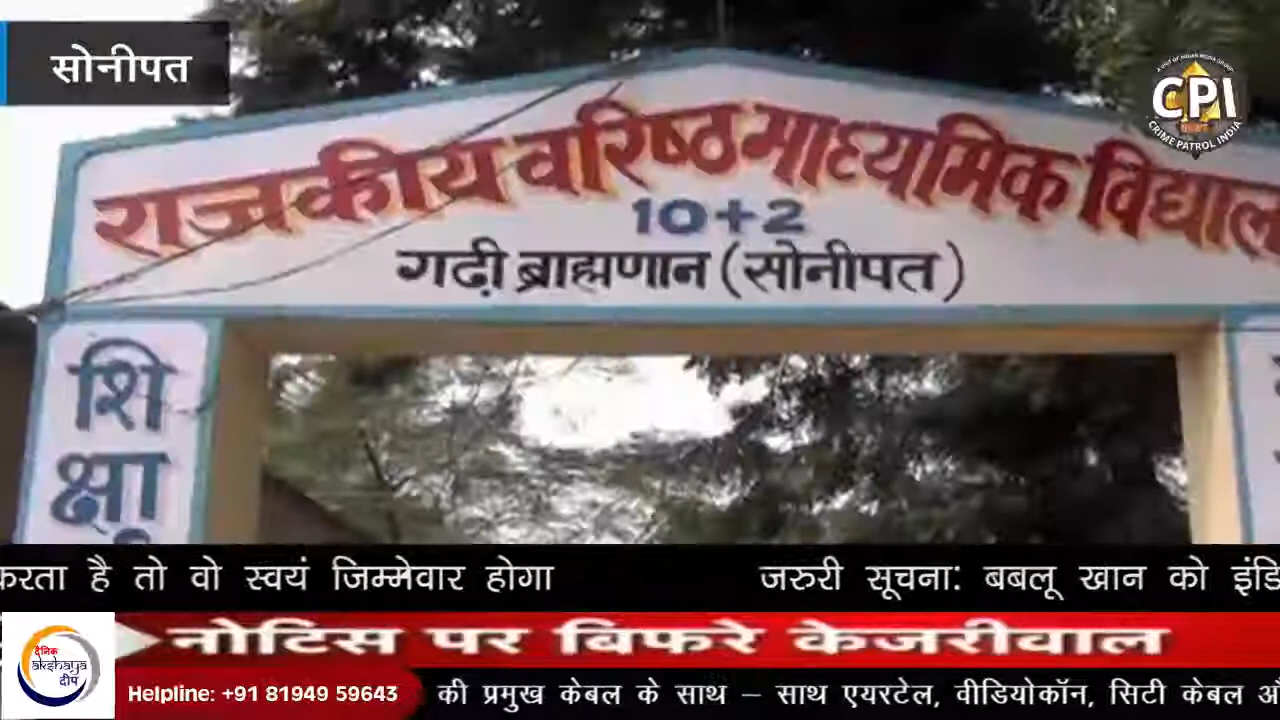 सोनीपत
CPI
NEWS
CRIME PATROL INDIA
राजकीय वरिष्ठ माध्यमिक विद्याल
10+2
गढ़ी ब्राह्मणान (सोनीपत)
शि
क्षा
करता है तो वो स्वयं जिम्मेवार होगा जरुरी सूचना: बबलू खान को इंडि
नोटिस पर बिफरे केजरीवाल
दैनिक
akshaya
दीप
Helpline: +91 81949 59643
की प्रमुख केबल के साथ – साथ एयरटेल, वीडियोकॉन, सिटी केबल औ